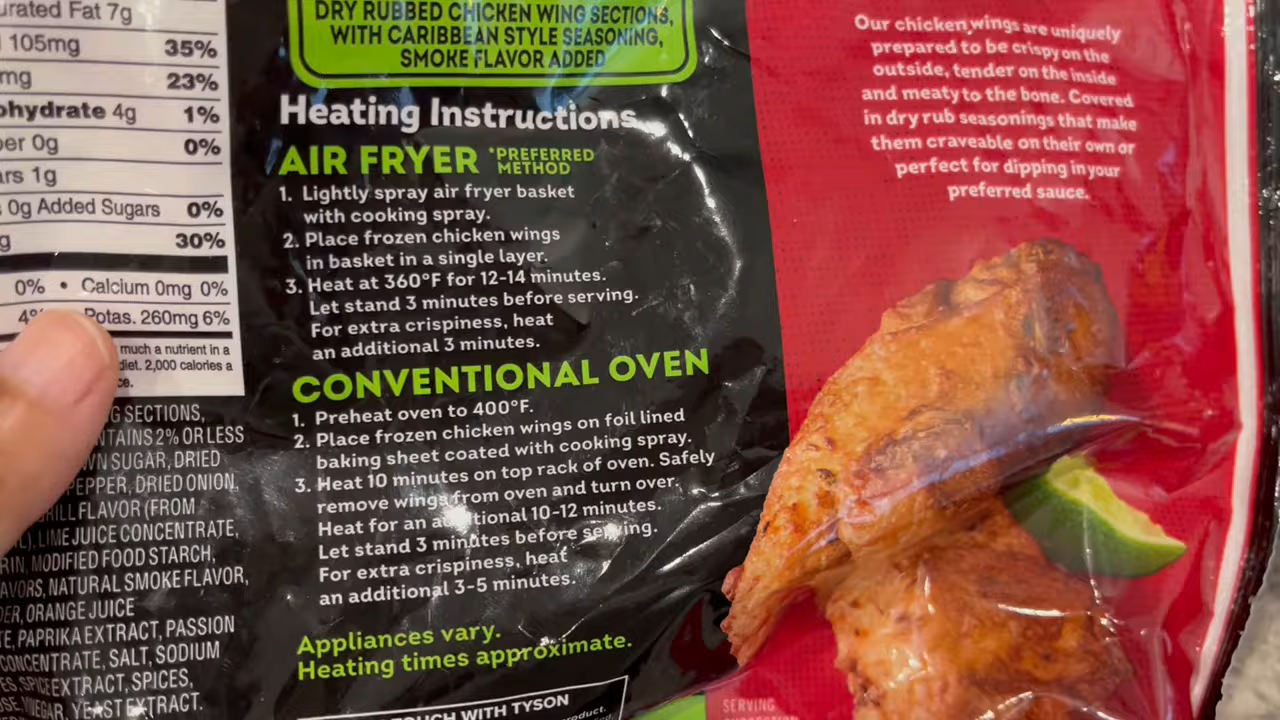 urated Fat 7g
105mg 35%
mg 23%
ohydrate 4g 1%
er 0g 0%
ars 1g
0g Added Sugars 0%
g 30%
0% • Calcium 0mg 0%
Potas. 260mg 6%
much a nutrient in a
diet. 2,000 calories a
G SECTIONS,
NTAINS 2% OR LESS
WN SUGAR, DRIED
PEPPER, DRIED ONION,
GRILL FLAVOR (FROM
LIME JUICE CONCENTRATE,
RIN, MODIFIED FOOD STARCH,
AVORS, NATURAL SMOKE FLAVOR,
DER, ORANGE JUICE
TE, PAPRIKA EXTRACT, PASSION
CONCENTRATE, SALT, SODIUM
ES, SPICE EXTRACT, SPICES,
SE, VINEGAR, YEAST EXTRACT.
DRY RUBBED CHICKEN WING SECTIONS,
WITH CARIBBEAN STYLE SEASONING,
SMOKE FLAVOR ADDED
Heating Instructions
AIR FRYER *PREFERRED
METHOD
1. Lightly spray air fryer basket
with cooking spray.
2. Place frozen chicken wings
in basket in a single layer.
3. Heat at 360°F for 12-14 minutes.
Let stand 3 minutes before serving.
For extra crispiness, heat
an additional 3 minutes.
CONVENTIONAL OVEN
1. Preheat oven to 400°F.
2. Place frozen chicken wings on foil lined
baking sheet coated with cooking spray.
3. Heat 10 minutes on top rack of oven. Safely
remove wings from oven and turn over.
Heat for an additional 10-12 minutes.
Let stand 3 minutes before serving.
For extra crispiness, heat
an additional 3-5 minutes.
Appliances vary.
Heating times approximate.
TOUCH WITH TYSON
product.
Our chicken wings are uniquely
prepared to be crispy on the
outside, tender on the inside
and meaty to the bone. Covered
in dry rub seasonings that make
them craveable on their own or
perfect for dipping in your
preferred sauce.
SERVING